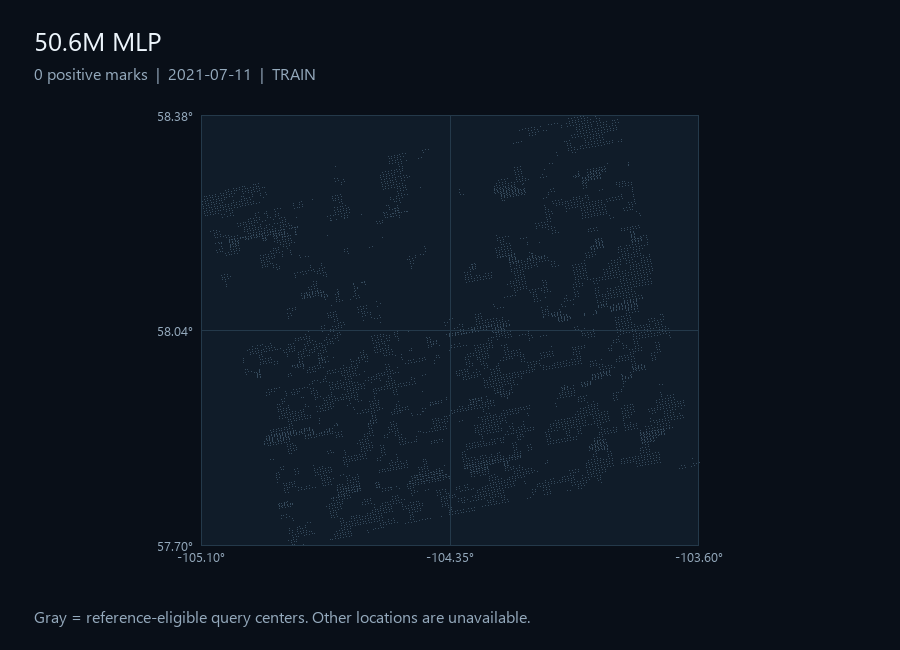 50.6M MLP
0 positive marks | 2021-07-11 | TRAIN
58.38°
58.04°
57.70°
-105.10°
-104.35°
-103.60°
Gray = reference-eligible query centers. Other locations are unavailable.